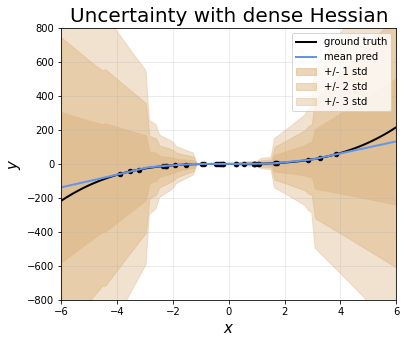 Uncertainty with dense Hessian
ground truth
mean pred
+/- 1 std
+/- 2 std
+/- 3 std
800
600
400
200
0
−200
−400
−600
−800
y
−6 −4 −2 0 2 4 6
x